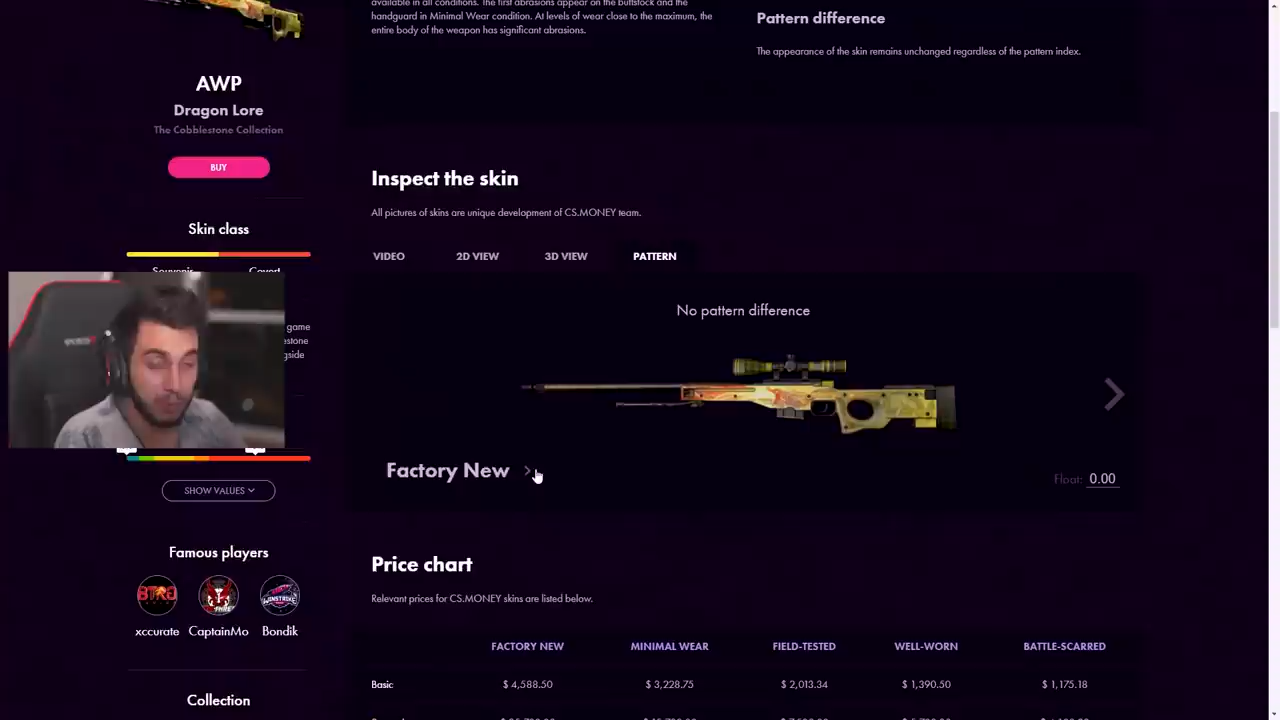 available in all conditions. The first abrasions appear on the buttstock and the
handguard in Minimal Wear condition. At levels of wear close to the maximum, the
entire body of the weapon has significant abrasions.
Pattern difference
The appearance of the skin remains unchanged regardless of the pattern index.
AWP
Dragon Lore
The Cobblestone Collection
BUY
Skin class
Souvenir Covert
game
estone
gside
SHOW VALUES
Famous players
xccurate CaptainMo Bondik
Collection
Inspect the skin
All pictures of skins are unique development of CS.MONEY team.
VIDEO 2D VIEW 3D VIEW PATTERN
No pattern difference
Factory New
Float: 0.00
Price chart
Relevant prices for CS.MONEY skins are listed below.
FACTORY NEW MINIMAL WEAR FIELD-TESTED WELL-WORN BATTLE-SCARRED
Basic $ 4,588.50 $ 3,228.75 $ 2,013.34 $ 1,390.50 $ 1,175.18